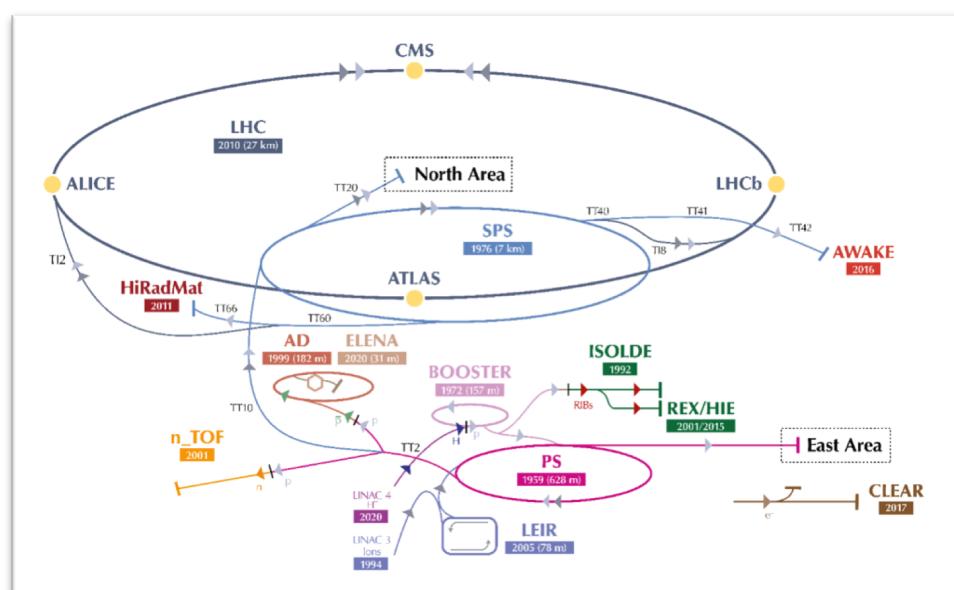 CMS
LHC
2010 (27 km)
ALICE
TT20
North Area
LHCb
SPS
1976 (7 km)
TT40
TT41
TT42
TI8
AWAKE
2016
TI2
HiRadMat
2011
ATLAS
TT66
TT60
AD
1999 (182 m)
ELENA
2020 (31 m)
ISOLDE
1992
BOOSTER
1972 (157 m)
RIBs
REX/HIE
2001/2015
TT10
p
p
TT2
H
p
East Area
n_TOF
2001
n
p
PS
1959 (628 m)
LINAC 4
2020
CLEAR
2017
e-
LEIR
2005 (78 m)
LINAC 3
Ions
1994